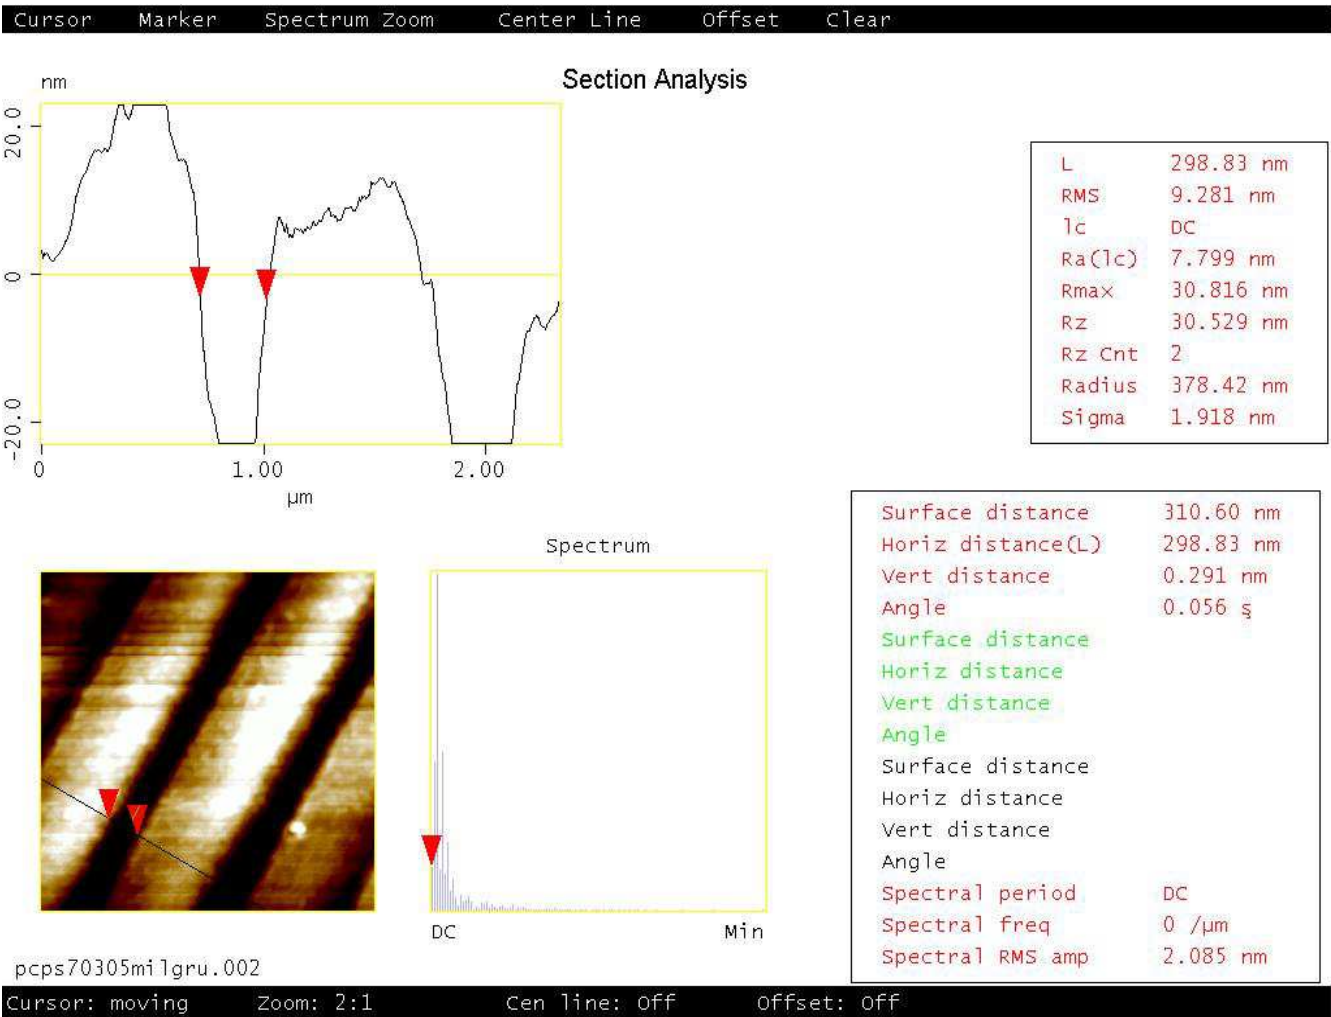 Cursor Marker Spectrum Zoom Center Line Offset Clear
Section Analysis
nm
20.0
0
-20.0
0 1.00 2.00
µm
L 298.83 nm
RMS 9.281 nm
lc DC
Ra(lc) 7.799 nm
Rmax 30.816 nm
Rz 30.529 nm
Rz Cnt 2
Radius 378.42 nm
Sigma 1.918 nm
Spectrum
DC Min
Surface distance 310.60 nm
Horiz distance(L) 298.83 nm
Vert distance 0.291 nm
Angle 0.056 ş
Surface distance
Horiz distance
Vert distance
Angle
Surface distance
Horiz distance
Vert distance
Angle
Spectral period DC
Spectral freq 0 /µm
Spectral RMS amp 2.085 nm
pcps70305milgru.002
Cursor: moving Zoom: 2:1 Cen line: Off Offset: Off